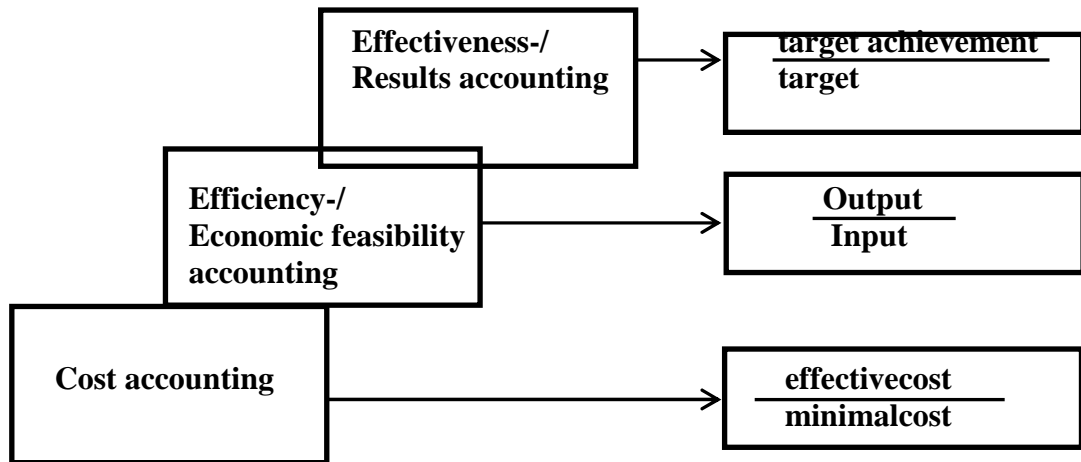 Effectiveness-/
Results accounting
target achievement
target
Efficiency-/
Economic feasibility
accounting
Output
Input
Cost accounting
effectivecost
minimalcost